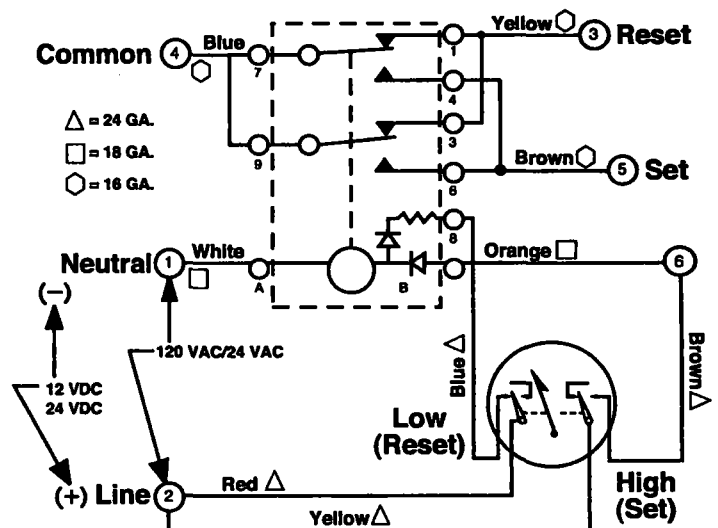 Common 4 Blue 7 1 Yellow 3 Reset
4
= 24 GA.
= 18 GA.
= 16 GA.
9 3
6 Brown 5 Set
8
Neutral 1 White A B Orange 6
(–)
120 VAC/24 VAC
12 VDC
24 VDC
Blue
Brown
Low
(Reset)
High
(Set)
(+) Line 2 Red
Yellow